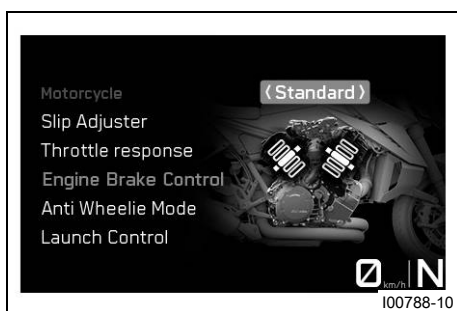 Motorcycle
⟨Standard⟩
Slip Adjuster
Throttle response
Engine Brake Control
Anti Wheelie Mode
Launch Control
0 km/h N
I00788-10